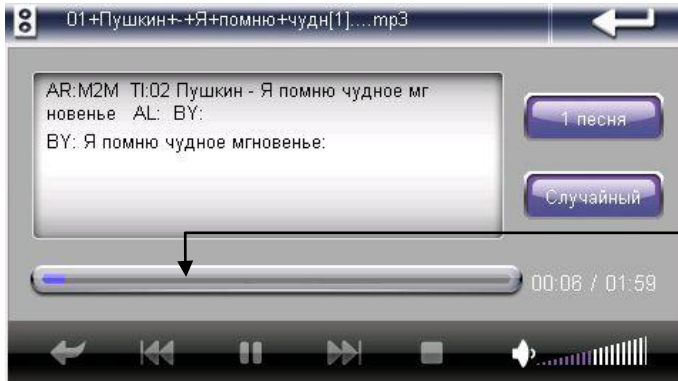 01+Пушкин+-+Я+помню+чудн[1]....mp3
AR:M2M TI:02 Пушкин - Я помню чудное мг
новенье AL: BY:
BY: Я помню чудное мгновенье:
1 песня
Случайный
00:06 / 01:59